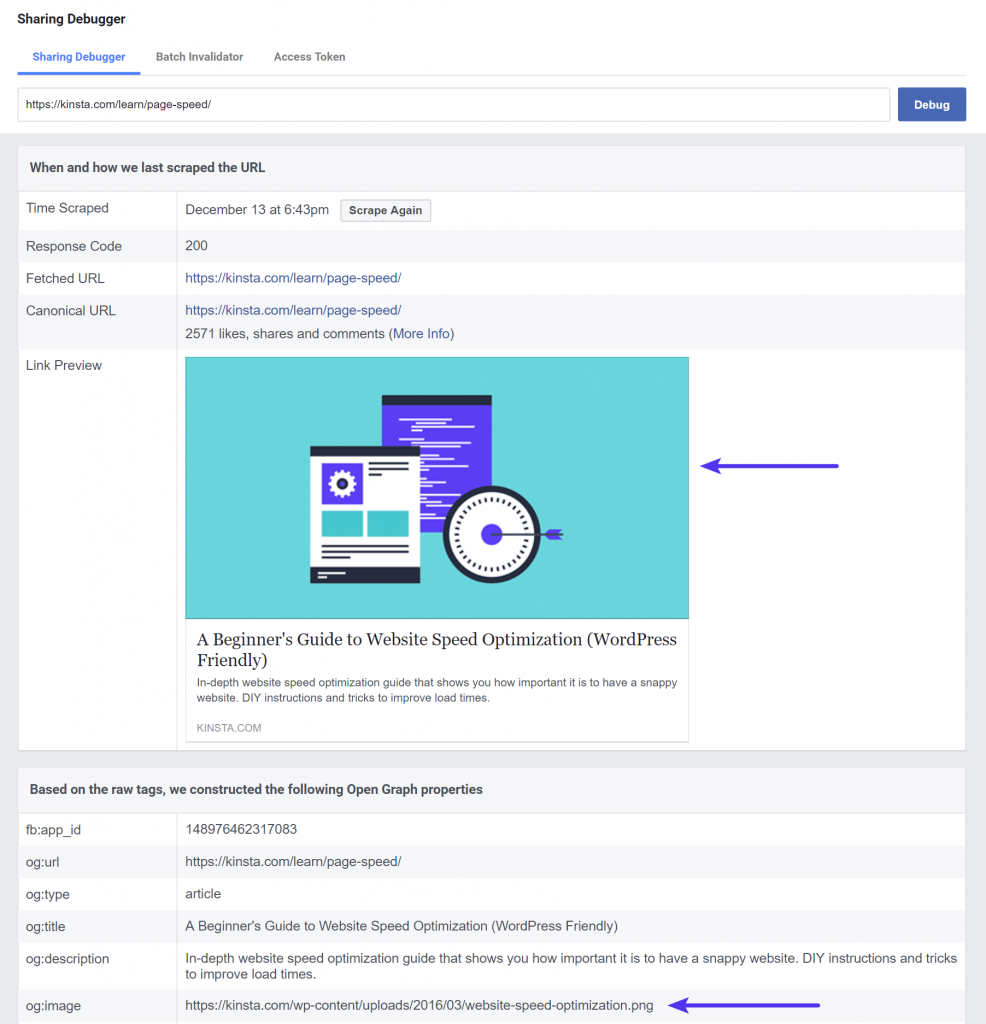 Sharing Debugger
Sharing Debugger Batch Invalidator Access Token
https://kinsta.com/learn/page-speed/ Debug
When and how we last scraped the URL
Time Scraped December 13 at 6:43pm Scrape Again
Response Code 200
Fetched URL https://kinsta.com/learn/page-speed/
Canonical URL https://kinsta.com/learn/page-speed/
2571 likes, shares and comments (More Info)
Link Preview
A Beginner's Guide to Website Speed Optimization (WordPress
Friendly)
In-depth website speed optimization guide that shows you how important it is to have a snappy
website. DIY instructions and tricks to improve load times.
KINSTA.COM
Based on the raw tags, we constructed the following Open Graph properties
fb:app_id 148976462317083
og:url https://kinsta.com/learn/page-speed/
og:type article
og:title A Beginner's Guide to Website Speed Optimization (WordPress Friendly)
og:description In-depth website speed optimization guide that shows you how important it is to have a snappy website. DIY instructions and tricks
to improve load times.
og:image https://kinsta.com/wp-content/uploads/2016/03/website-speed-optimization.png